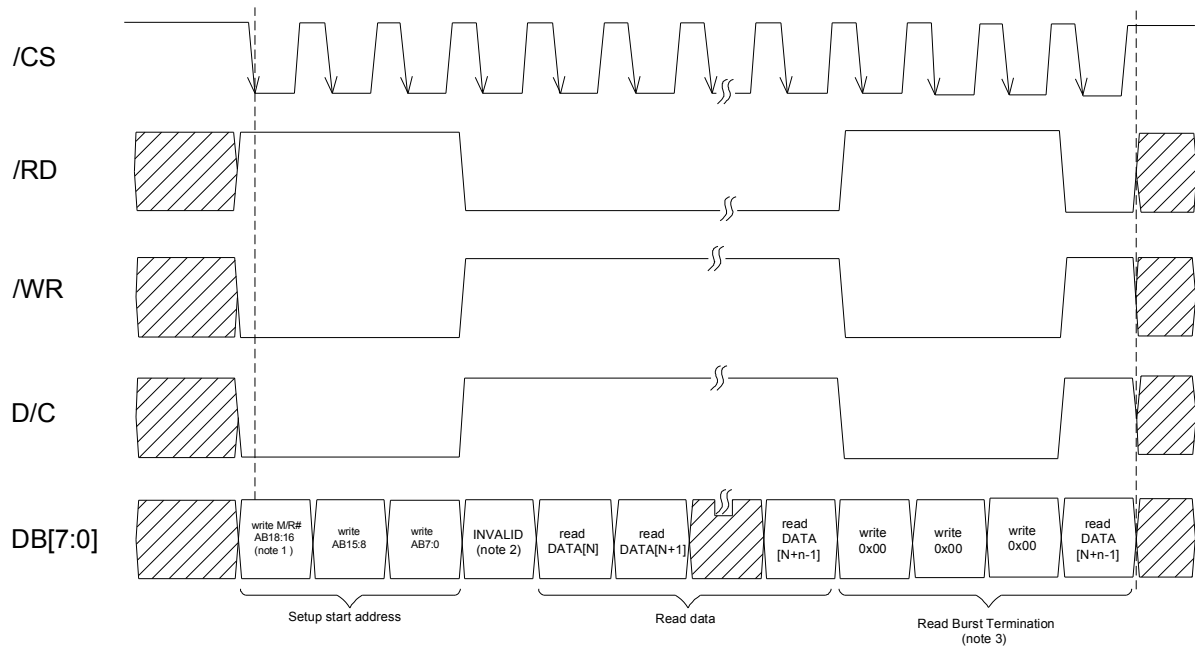 /CS
/RD
/WR
D/C
DB[7:0]
write M/R#
AB18:16
(note 1 )
write
AB15:8
write
AB7:0
INVALID
(note 2)
read
DATA[N]
read
DATA[N+1]
read
DATA
[N+n-1]
write
0x00
write
0x00
write
0x00
read
DATA
[N+n-1]
Setup start address
Read data
Read Burst Termination
(note 3)